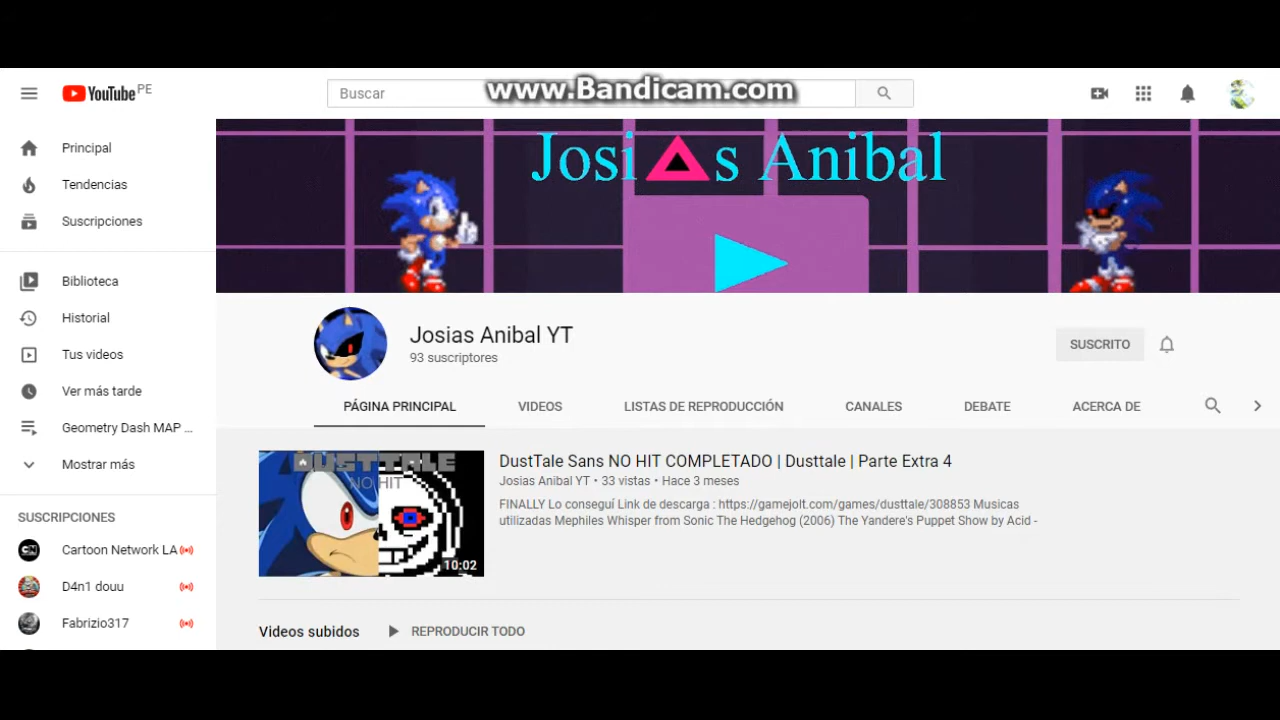 YouTube PE
Buscar
www.Bandicam.com
Principal
Tendencias
Suscripciones
Biblioteca
Historial
Tus videos
Ver más tarde
Geometry Dash MAP ...
Mostrar más
SUSCRIPCIONES
Cartoon Network LA
D4n1 douu
Fabrizio317
Josias Anibal
Josias Anibal YT
93 suscriptores
SUSCRITO
PÁGINA PRINCIPAL
VIDEOS
LISTAS DE REPRODUCCIÓN
CANALES
DEBATE
ACERCA DE
DUSTTALE
NO HIT
10:02
DustTale Sans NO HIT COMPLETADO | Dusttale | Parte Extra 4
Josias Anibal YT • 33 vistas • Hace 3 meses
FINALLY Lo conseguí Link de descarga : https://gamejolt.com/games/dusttale/308853 Musicas
utilizadas Mephiles Whisper from Sonic The Hedgehog (2006) The Yandere's Puppet Show by Acid -
Videos subidos
REPRODUCIR TODO